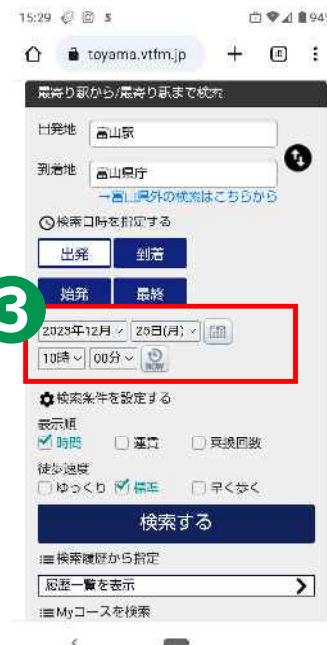 15:29 S 94%
toyama.vtfm.jp
最寄り駅から/最寄り駅まで検索
出発地 富山駅
到着地 富山県庁
→富山県外の検索はこちらから
検索日時を指定する
出発 到着
始発 最終
3
2023年12月 25日(月)
10時 00分 NOW
検索条件を設定する
表示順
時間 運賃 乗換回数
徒歩速度
ゆっくり 標準 早く歩く
検索する
検索履歴から指定
履歴一覧を表示
Myコースを検索